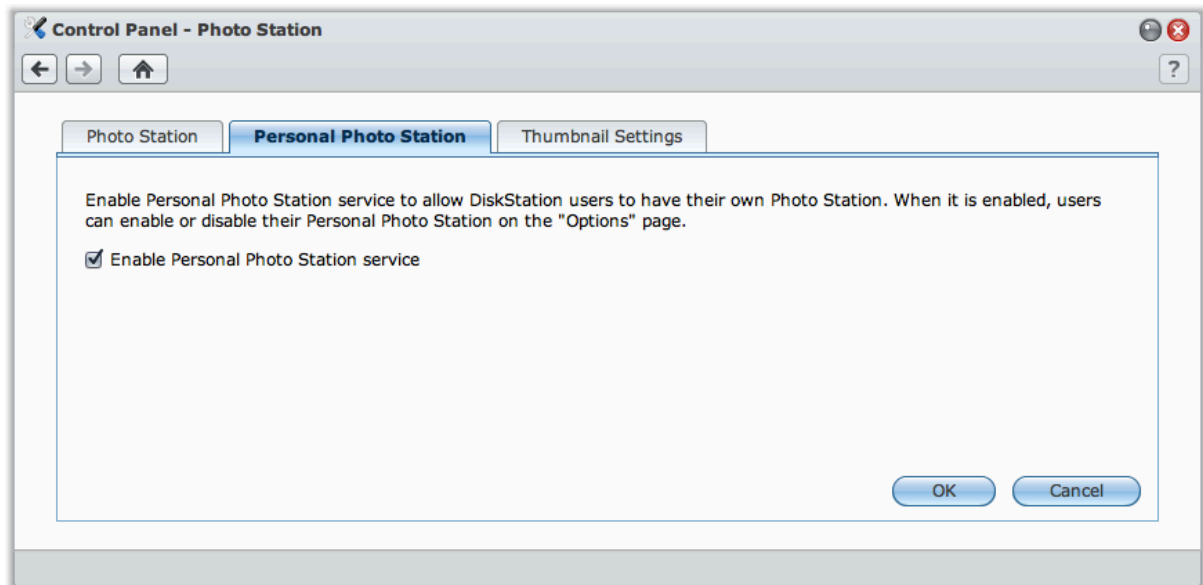 Control Panel - Photo Station
?
Photo Station
Personal Photo Station
Thumbnail Settings
Enable Personal Photo Station service to allow DiskStation users to have their own Photo Station. When it is enabled, users
can enable or disable their Personal Photo Station on the "Options" page.
Enable Personal Photo Station service
OK
Cancel